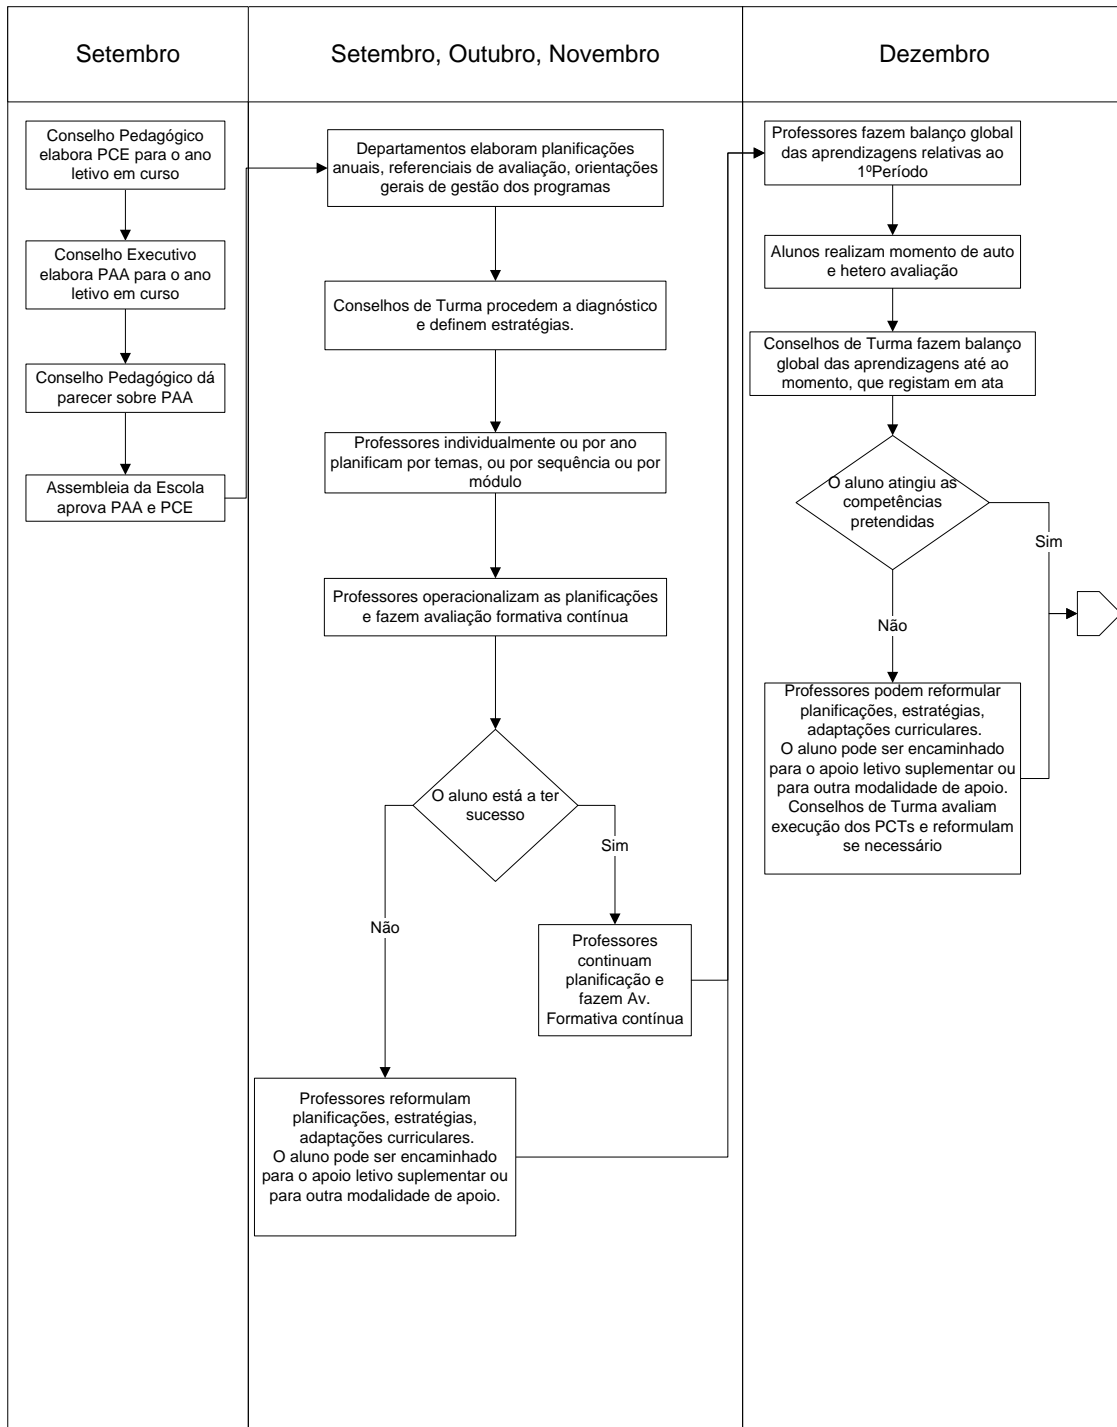 Setembro
Setembro, Outubro, Novembro
Dezembro
Conselho Pedagógico
elabora PCE para o ano
letivo em curso
Conselho Executivo
elabora PAA para o ano
letivo em curso
Conselho Pedagógico dá
parecer sobre PAA
Assembleia da Escola
aprova PAA e PCE
Departamentos elaboram planificações
anuais, referenciais de avaliação, orientações
gerais de gestão dos programas
Conselhos de Turma procedem a diagnóstico
e definem estratégias.
Professores individualmente ou por ano
planificam por temas, ou por sequência ou por
módulo
Professores operacionalizam as planificações
e fazem avaliação formativa contínua
O aluno está a ter
sucesso
Sim
Não
Professores
continuam
planificação e
fazem Av.
Formativa contínua
Professores reformulam
planificações, estratégias,
adaptações curriculares.
O aluno pode ser encaminhado
para o apoio letivo suplementar ou
para outra modalidade de apoio.
Professores fazem balanço global
das aprendizagens relativas ao
1ºPeríodo
Alunos realizam momento de auto
e hetero avaliação
Conselhos de Turma fazem balanço
global das aprendizagens até ao
momento, que registam em ata
O aluno atingiu as
competências
pretendidas
Sim
Não
Professores podem reformular
planificações, estratégias,
adaptações curriculares.
O aluno pode ser encaminhado
para o apoio letivo suplementar ou
para outra modalidade de apoio.
Conselhos de Turma avaliam
execução dos PCTs e reformulam
se necessário